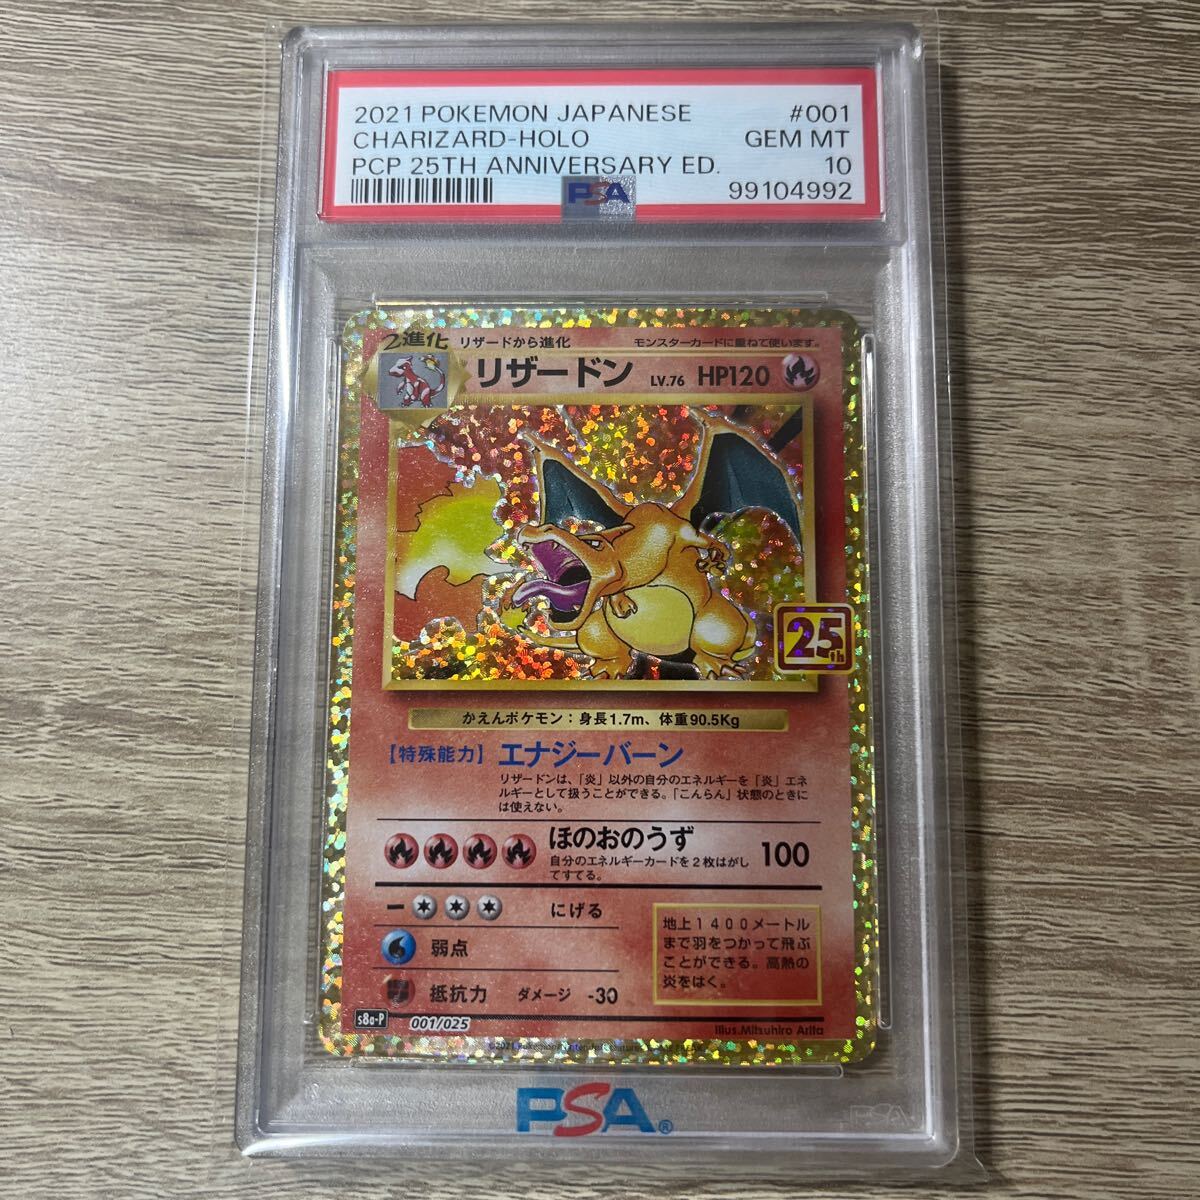 2021 POKEMON JAPANESE #001
CHARIZARD-HOLO GEM MT
PCP 25TH ANNIVERSARY ED. 10
PSA 99104992
2進化 リザードから進化 モンスターカードに重ねて使います。
リザードン LV.76 HP120
25th
かえんポケモン：身長1.7m、体重90.5Kg
【特殊能力】エナジーバーン
リザードンは、「炎」以外の自分のエネルギーを「炎」エネ
ルギーとして扱うことができる。「こんらん」状態のときに
は使えない。
ほのおのうず 100
自分のエネルギーカードを2枚はがし
てすてる。
にげる
弱点
抵抗力 ダメージ -30
地上1400メートル
まで羽をつかって飛ぶ
ことができる。高熱の
炎をはく。
s8a-P 001/025
Illus.Mitsuhiro Arita
©2021 Pokémon
PSA®
PSA